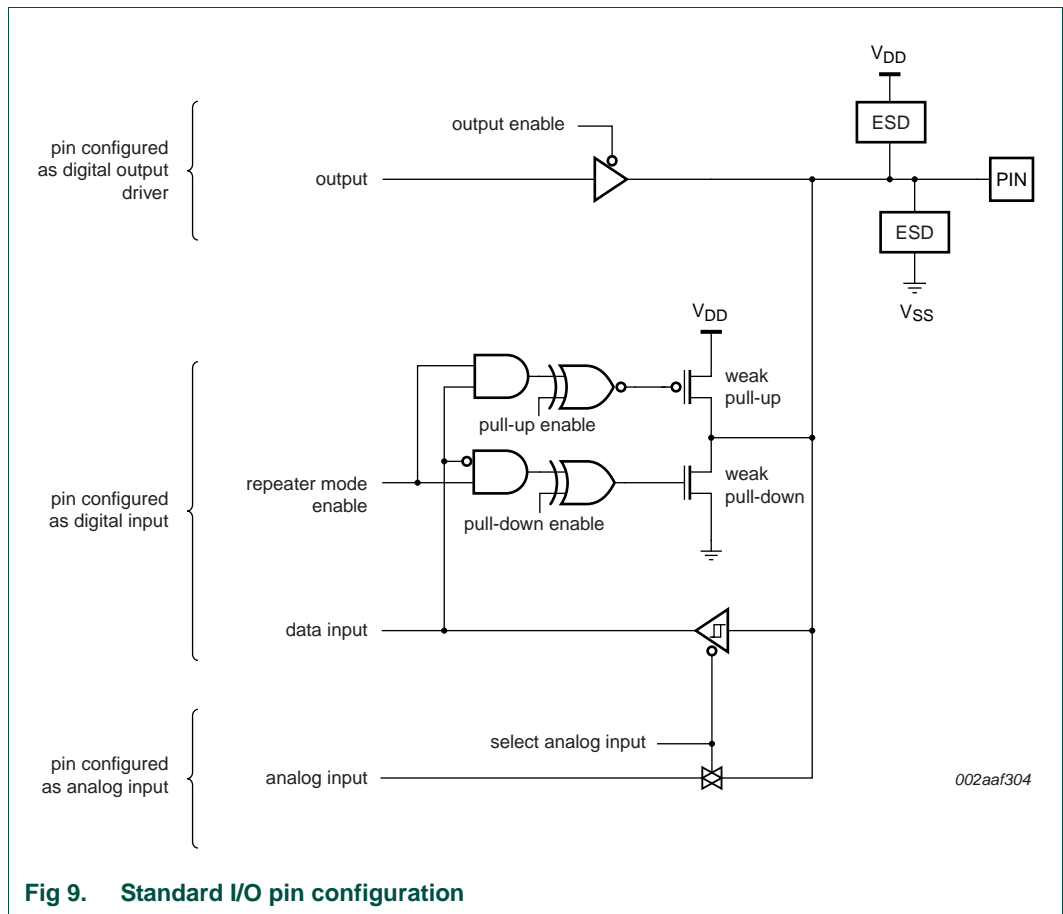 V_DD
ESD
output enable
pin configured
as digital output
driver
output
PIN
ESD
V_SS
V_DD
weak
pull-up
pull-up enable
pin configured
as digital input
repeater mode
enable
weak
pull-down
pull-down enable
data input
select analog input
pin configured
as analog input
analog input
002aaf304
Fig 9. Standard I/O pin configuration